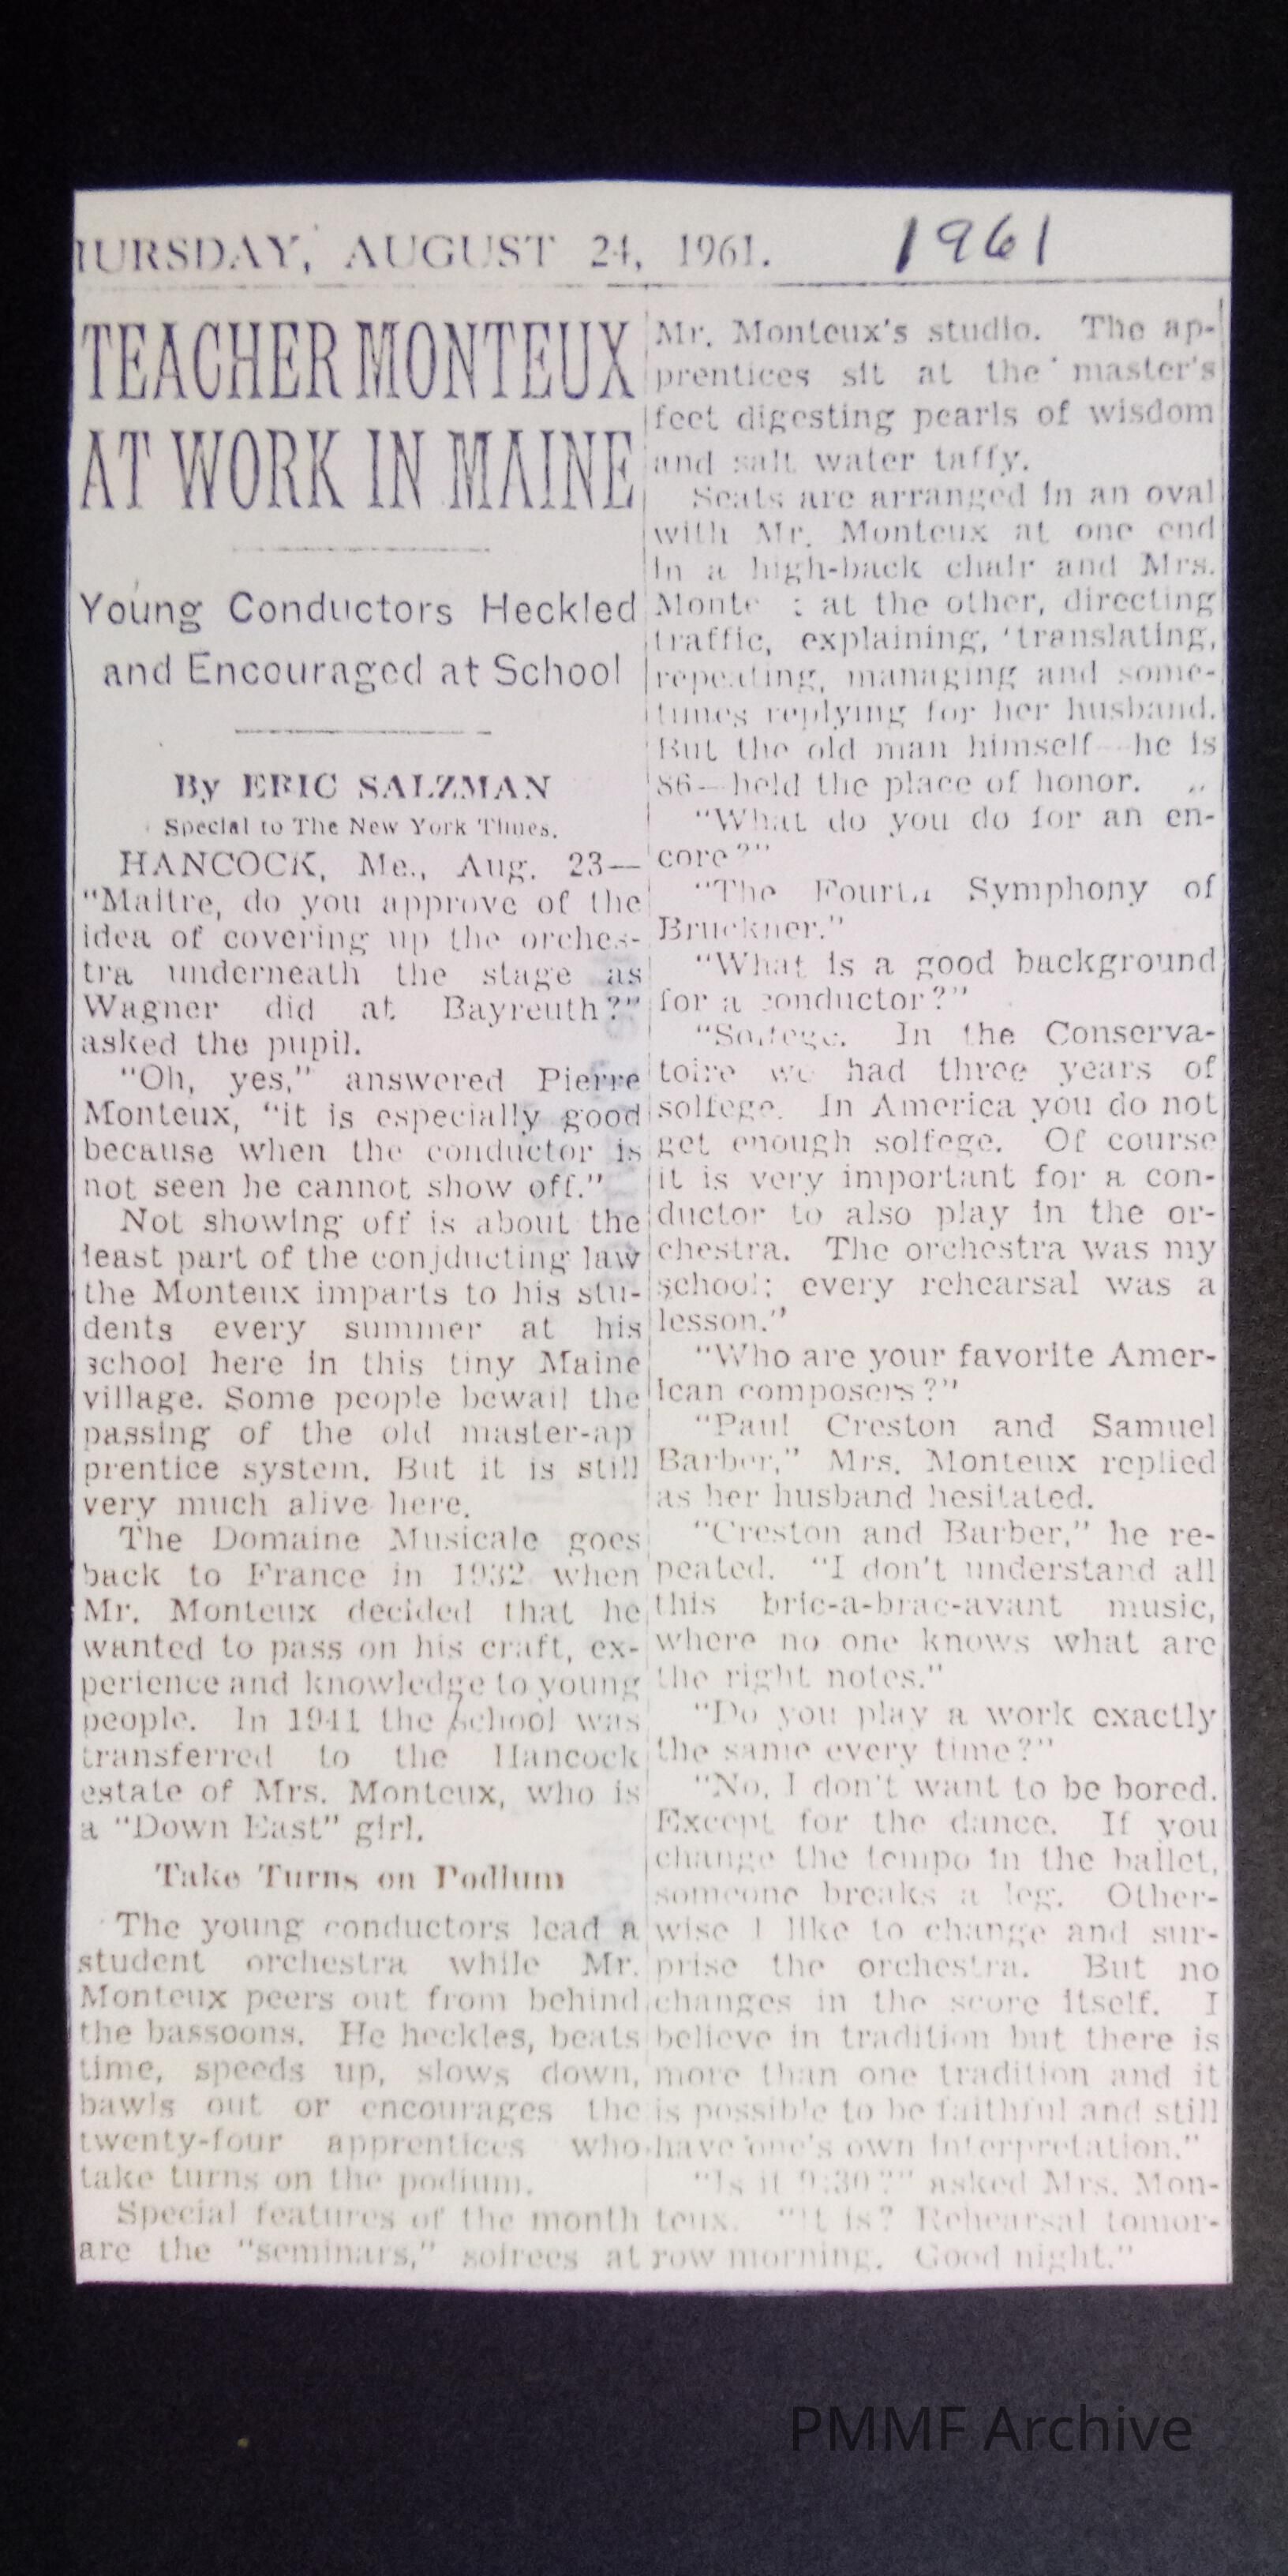 HURSDAY, AUGUST 24, 1961.
1961
TEACHER MONTEUX
AT WORK IN MAINE
Young Conductors Heckled
and Encouraged at School
By ERIC SALZMAN
Special to The New York Times.
HANCOCK, Me., Aug. 23—
"Maitre, do you approve of the
idea of covering up the orches-
tra underneath the stage as
Wagner did at Bayreuth?"
asked the pupil.
"Oh, yes," answered Pierre
Monteux, "it is especially good
because when the conductor is
not seen he cannot show off."
Not showing off is about the
least part of the conjducting law
the Monteux imparts to his stu-
dents every summer at his
school here in this tiny Maine
village. Some people bewail the
passing of the old master-ap
prentice system. But it is still
very much alive here.
The Domaine Musicale goes
back to France in 1932 when
Mr. Monteux decided that he
wanted to pass on his craft, ex-
perience and knowledge to young
people. In 1941 the school was
transferred to the Hancock
estate of Mrs. Monteux, who is
a "Down East" girl.
Take Turns on Podium
The young conductors lead a
student orchestra while Mr.
Monteux peers out from behind
the bassoons. He heckles, beats
time, speeds up, slows down,
bawls out or encourages the
twenty-four apprentices who
take turns on the podium.
Special features of the month
are the "seminars," soirees at
Mr. Monteux's studio. The ap-
prentices sit at the master's
feet digesting pearls of wisdom
and salt water taffy.
Seats are arranged in an oval
with Mr. Monteux at one end
in a high-back chair and Mrs.
Monte at the other, directing
traffic, explaining, translating,
repeating, managing and some-
times replying for her husband.
But the old man himself—he is
86—held the place of honor.
"What do you do for an en-
core?"
"The Fourth Symphony of
Bruckner."
"What is a good background
for a conductor?"
"Solfege. In the Conserva-
toire we had three years of
solfege. In America you do not
get enough solfege. Of course
it is very important for a con-
ductor to also play in the or-
chestra. The orchestra was my
school; every rehearsal was a
lesson."
"Who are your favorite Amer-
ican composers?"
"Paul Creston and Samuel
Barber," Mrs. Monteux replied
as her husband hesitated.
"Creston and Barber," he re-
peated. "I don't understand all
this bric-a-brac-avant music,
where no one knows what are
the right notes."
"Do you play a work exactly
the same every time?"
"No, I don't want to be bored.
Except for the dance. If you
change the tempo in the ballet,
someone breaks a leg. Other-
wise I like to change and sur-
prise the orchestra. But no
changes in the score itself. I
believe in tradition but there is
more than one tradition and it
is possible to be faithful and still
have one's own interpretation."
"Is it 9:30?" asked Mrs. Mon-
teux. "It is? Rehearsal tomor-
row morning. Good night."
PMMF Archive